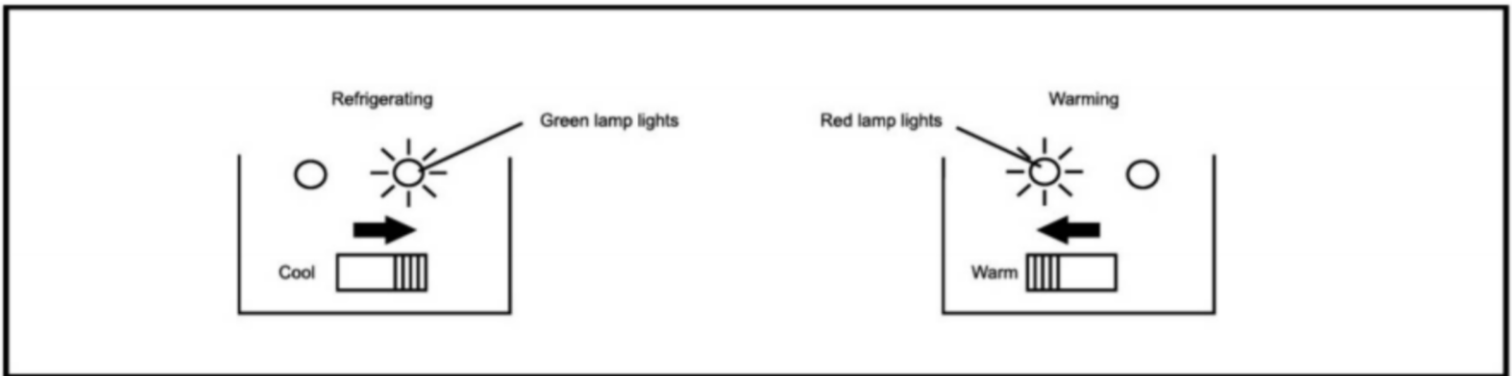 Refrigerating
Green lamp lights
Cool
Warming
Red lamp lights
Warm